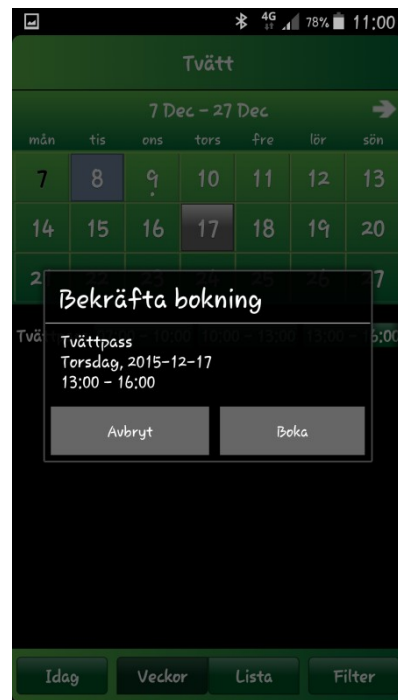 4G 78% 11:00
Tvätt
7 Dec – 27 Dec
mån tis ons tors fre lör sön
7 8 9 10 11 12 13
14 15 16 17 18 19 20
Bekräfta bokning
Tvättpass
Torsdag, 2015-12-17
13:00 – 16:00
Avbryt Boka
Idag Veckor Lista Filter